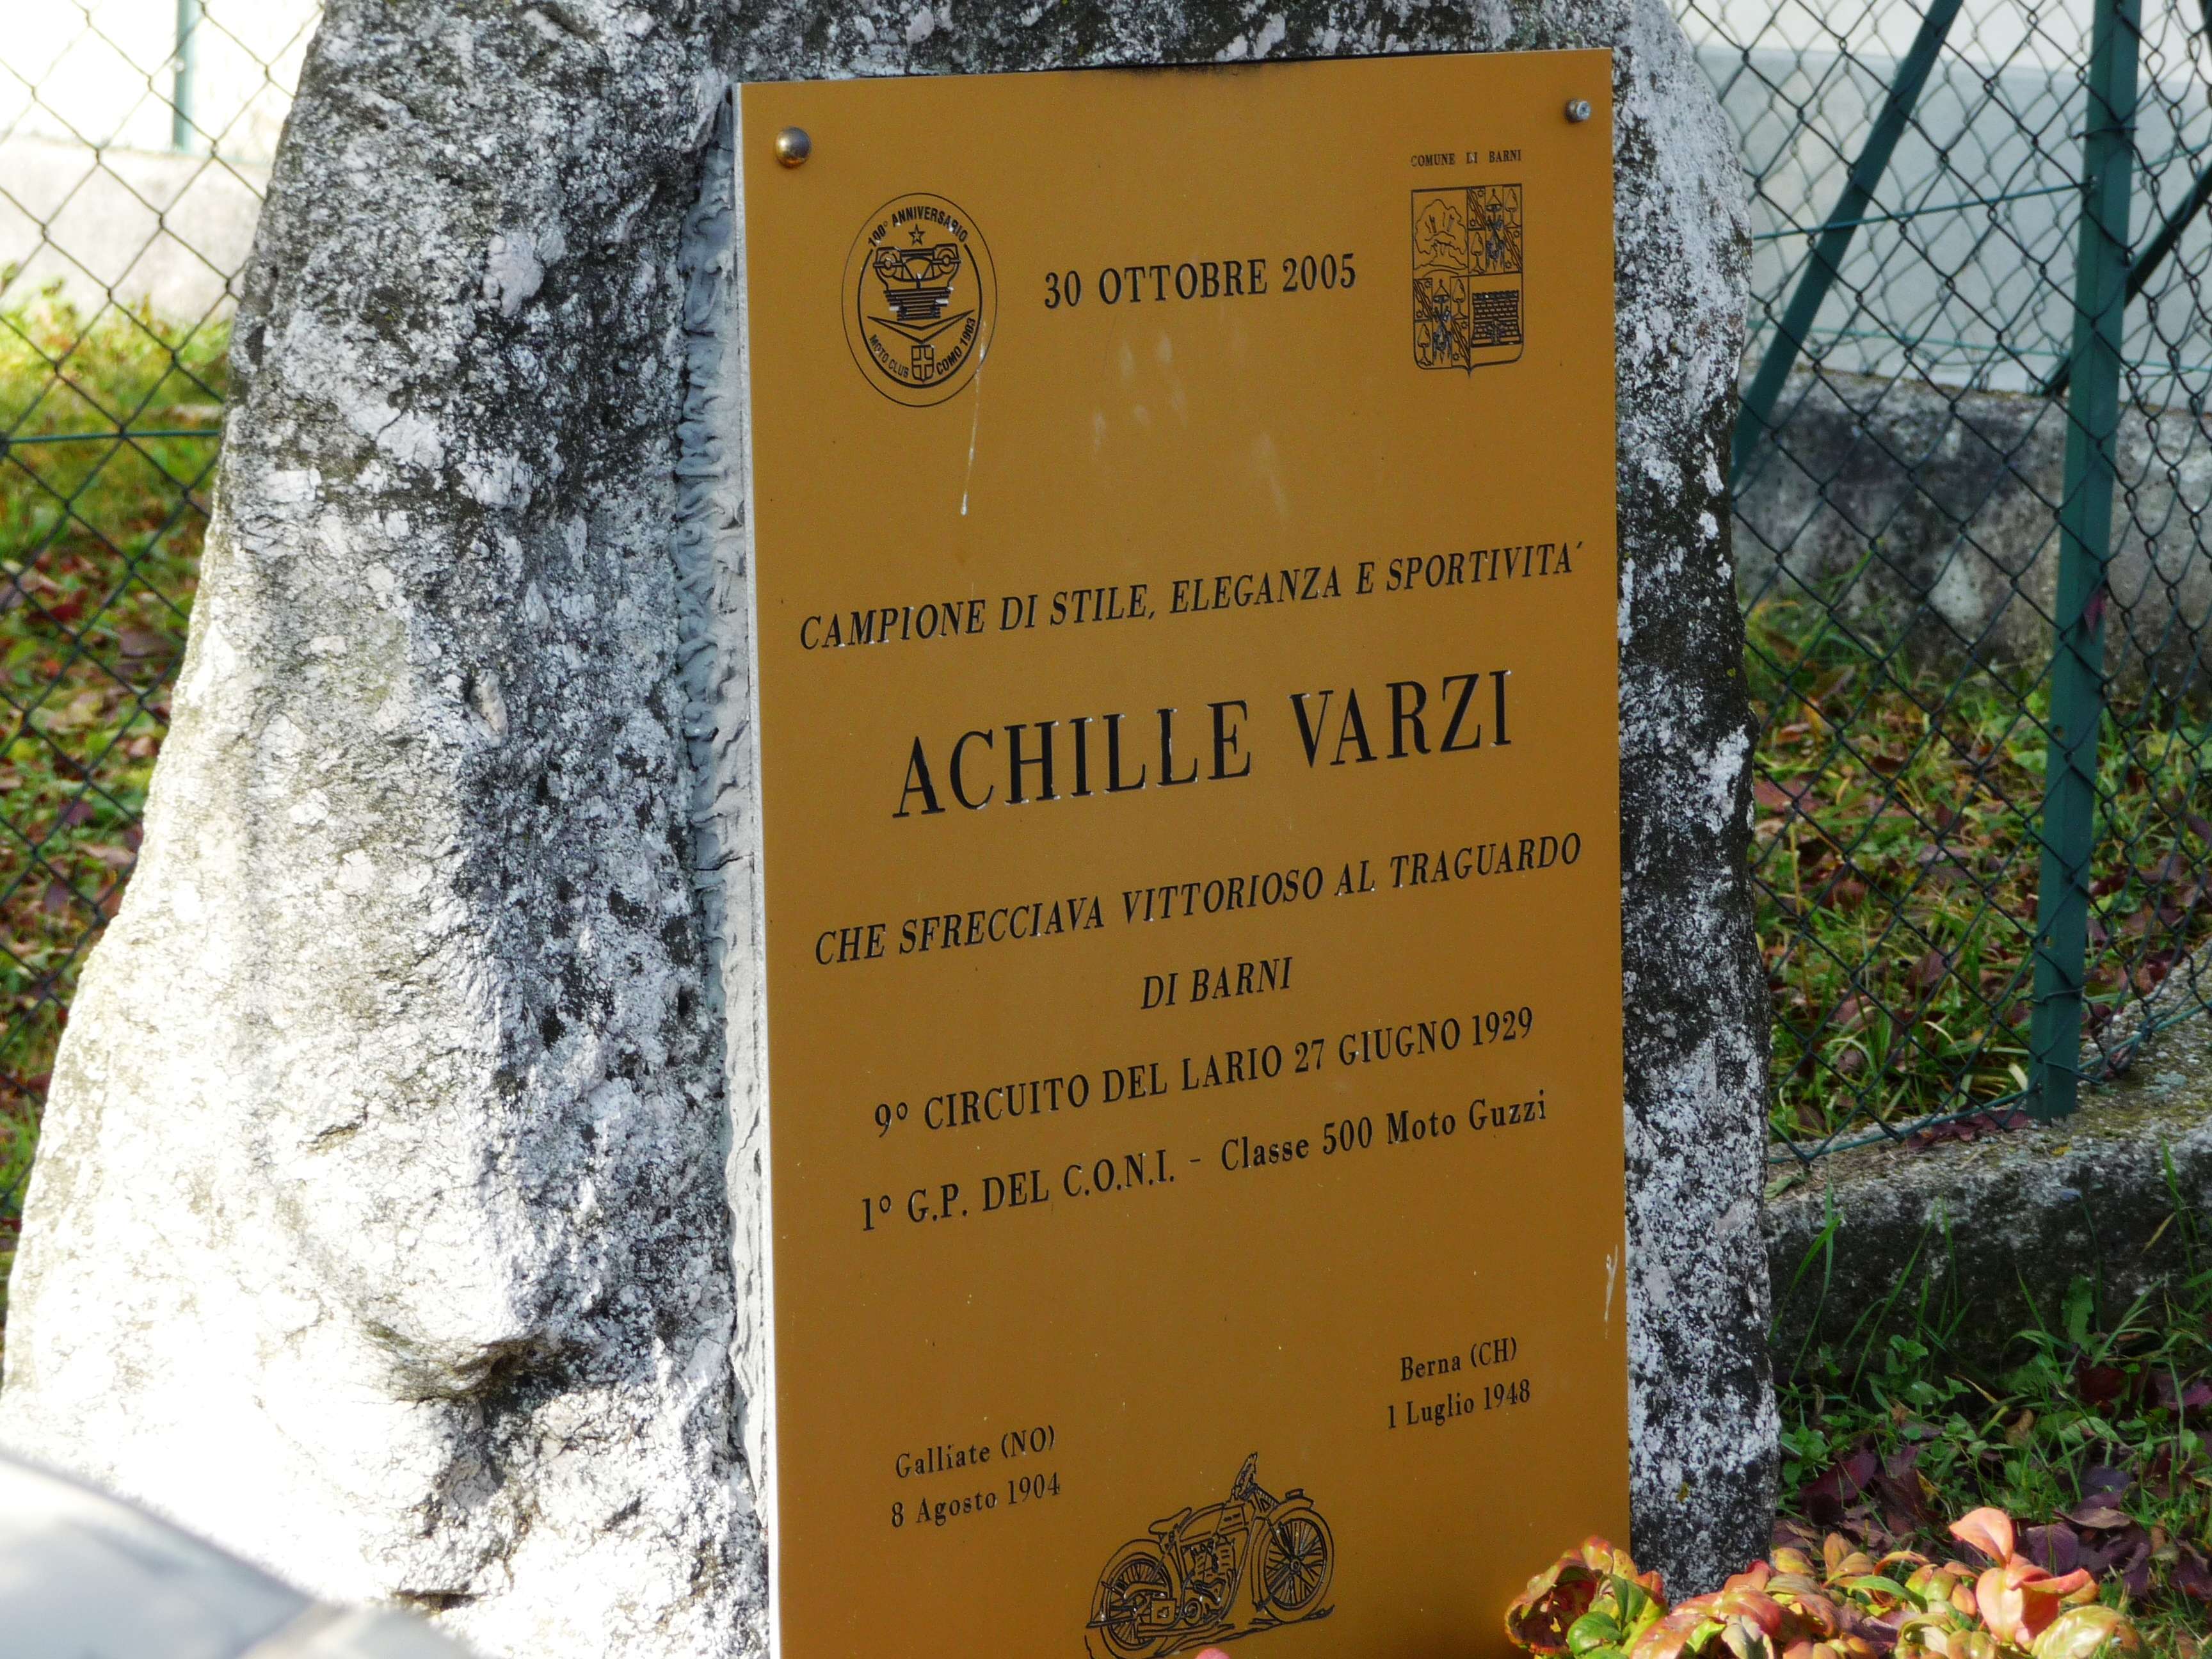 100° ANNIVERSARIO
MOTO CLUB COMO 1903
30 OTTOBRE 2005
COMUNE DI BARNI
CAMPIONE DI STILE, ELEGANZA E SPORTIVITA´
ACHILLE VARZI
CHE SFRECCIAVA VITTORIOSO AL TRAGUARDO
DI BARNI
9° CIRCUITO DEL LARIO 27 GIUGNO 1929
1° G.P. DEL C.O.N.I. - Classe 500 Moto Guzzi
Galliate (NO)
8 Agosto 1904
Berna (CH)
1 Luglio 1948